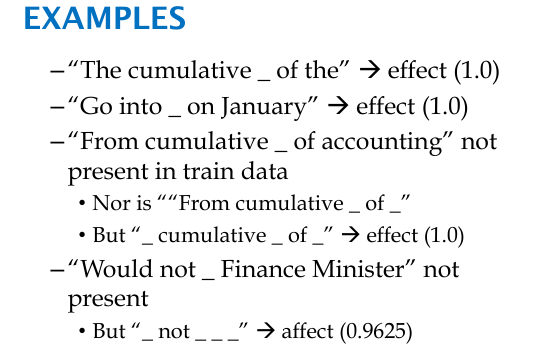 EXAMPLES
– “The cumulative _ of the” → effect (1.0)
– “Go into _ on January” → effect (1.0)
– “From cumulative _ of accounting” not
present in train data
• Nor is ““From cumulative _ of _”
• But “_ cumulative _ of _” → effect (1.0)
– “Would not _ Finance Minister” not
present
• But “_ not _ _ _” → affect (0.9625)